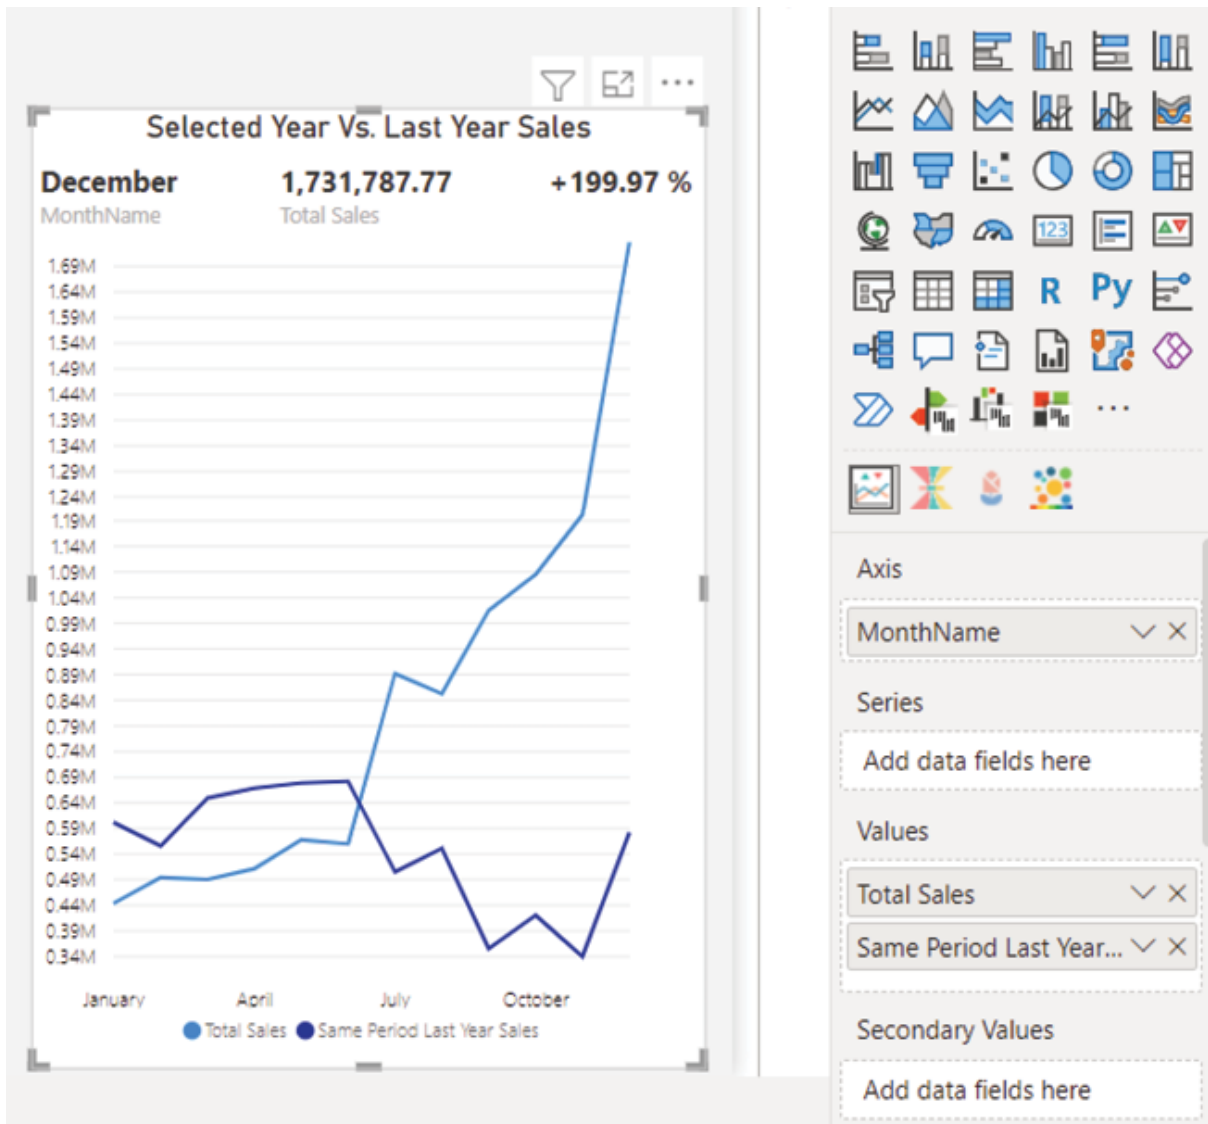 Selected Year Vs. Last Year Sales
December 1,731,787.77 +199.97 %
MonthName Total Sales
1.69M
1.64M
1.59M
1.54M
1.49M
1.44M
1.39M
1.34M
1.29M
1.24M
1.19M
1.14M
1.09M
1.04M
0.99M
0.94M
0.89M
0.84M
0.79M
0.74M
0.69M
0.64M
0.59M
0.54M
0.49M
0.44M
0.39M
0.34M
January April July October
Total Sales Same Period Last Year Sales
123
R Py
Axis
MonthName
Series
Add data fields here
Values
Total Sales
Same Period Last Year...
Secondary Values
Add data fields here